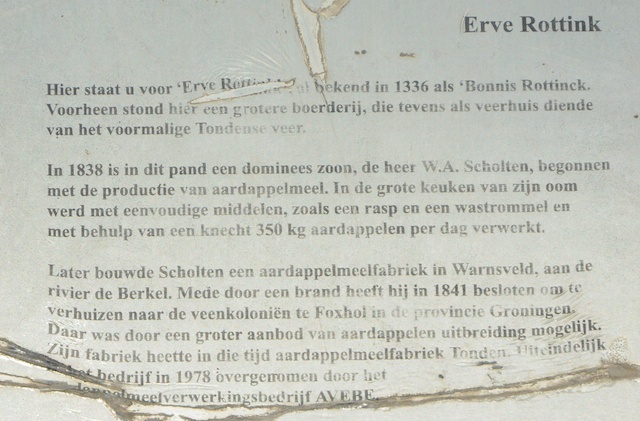 Erve Rottink
Hier staat u voor 'Erve Rottink' al bekend in 1336 als 'Bonnis Rottinck.
Voorheen stond hier een grotere boerderij, die tevens als veerhuis diende
van het voormalige Tondense veer.
In 1838 is in dit pand een dominees zoon, de heer W.A. Scholten, begonnen
met de productie van aardappelmeel. In de grote keuken van zijn oom
werd met eenvoudige middelen, zoals een rasp en een wastrommel en
met behulp van een knecht 350 kg aardappelen per dag verwerkt.
Later bouwde Scholten een aardappelmeelfabriek in Warnsveld, aan de
rivier de Berkel. Mede door een brand heeft hij in 1841 besloten om te
verhuizen naar de veenkoloniën te Foxhol in de provincie Groningen.
Daar was door een groter aanbod van aardappelen uitbreiding mogelijk.
Zijn fabriek heette in die tijd aardappelmeelfabriek Tonden. Uiteindelijk
het bedrijf in 1978 overgenomen door het
AVEBE.